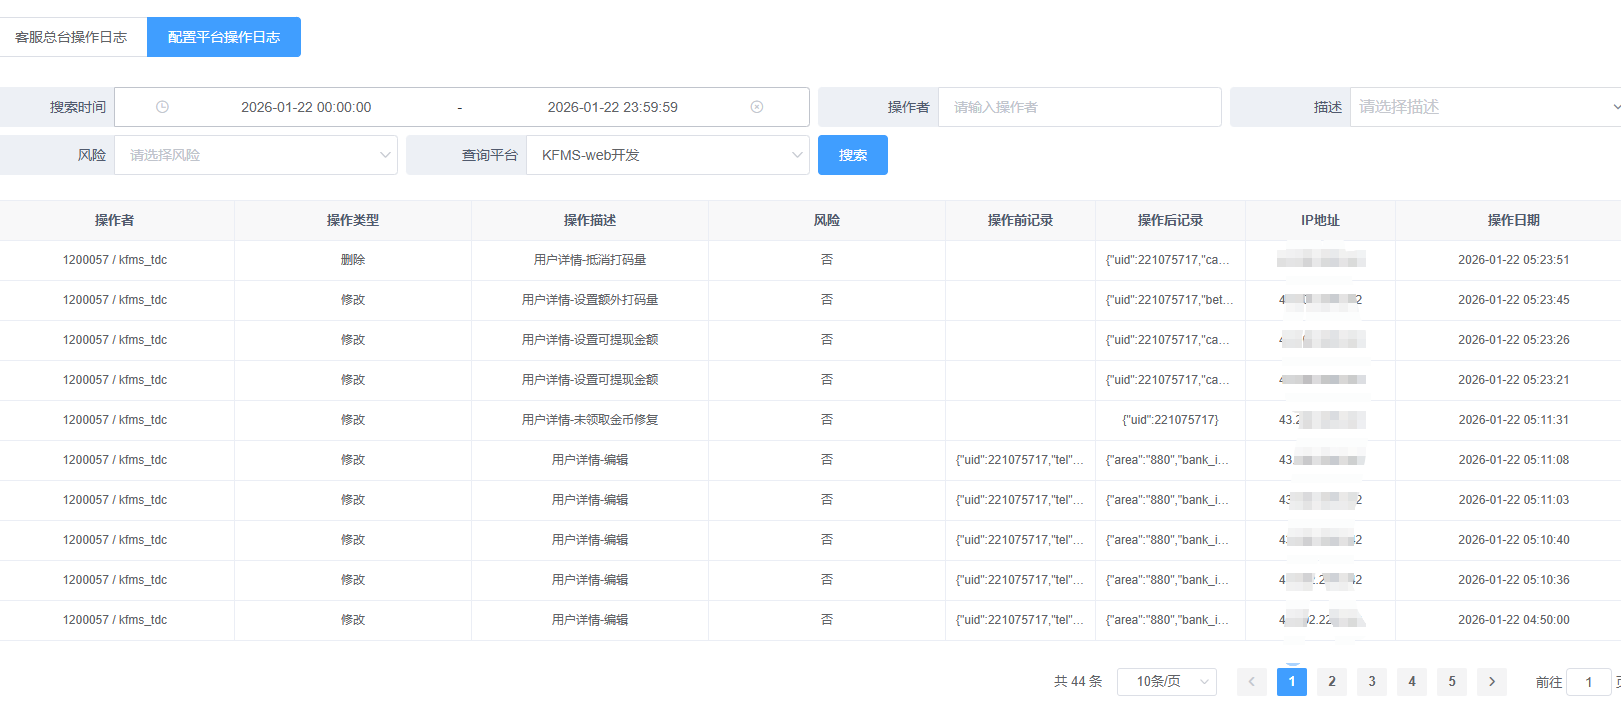 客服总台操作日志 配置平台操作日志
搜索时间 2026-01-22 00:00:00 - 2026-01-22 23:59:59 操作者 请输入操作者 描述 请选择描述
风险 请选择风险 查询平台 KFMS-web开发 搜索
操作者 操作类型 操作描述 风险 操作前记录 操作后记录 IP地址 操作日期
1200057 / kfms_tdc 删除 用户详情-抵消打码量 否 {"uid":221075717,"ca... 2026-01-22 05:23:51
1200057 / kfms_tdc 修改 用户详情-设置额外打码量 否 {"uid":221075717,"bet... 2026-01-22 05:23:45
1200057 / kfms_tdc 修改 用户详情-设置可提现金额 否 {"uid":221075717,"ca... 2026-01-22 05:23:26
1200057 / kfms_tdc 修改 用户详情-设置可提现金额 否 {"uid":221075717,"ca... 2026-01-22 05:23:21
1200057 / kfms_tdc 修改 用户详情-未领取金币修复 否 {"uid":221075717} 2026-01-22 05:11:31
1200057 / kfms_tdc 修改 用户详情-编辑 否 {"uid":221075717,"tel"... {"area":"880","bank_i... 2026-01-22 05:11:08
1200057 / kfms_tdc 修改 用户详情-编辑 否 {"uid":221075717,"tel"... {"area":"880","bank_i... 2026-01-22 05:11:03
1200057 / kfms_tdc 修改 用户详情-编辑 否 {"uid":221075717,"tel"... {"area":"880","bank_i... 2026-01-22 05:10:40
1200057 / kfms_tdc 修改 用户详情-编辑 否 {"uid":221075717,"tel"... {"area":"880","bank_i... 2026-01-22 05:10:36
1200057 / kfms_tdc 修改 用户详情-编辑 否 {"uid":221075717,"tel"... {"area":"880","bank_i... 2026-01-22 04:50:00
共 44 条 10条/页 1 2 3 4 5 前往 1